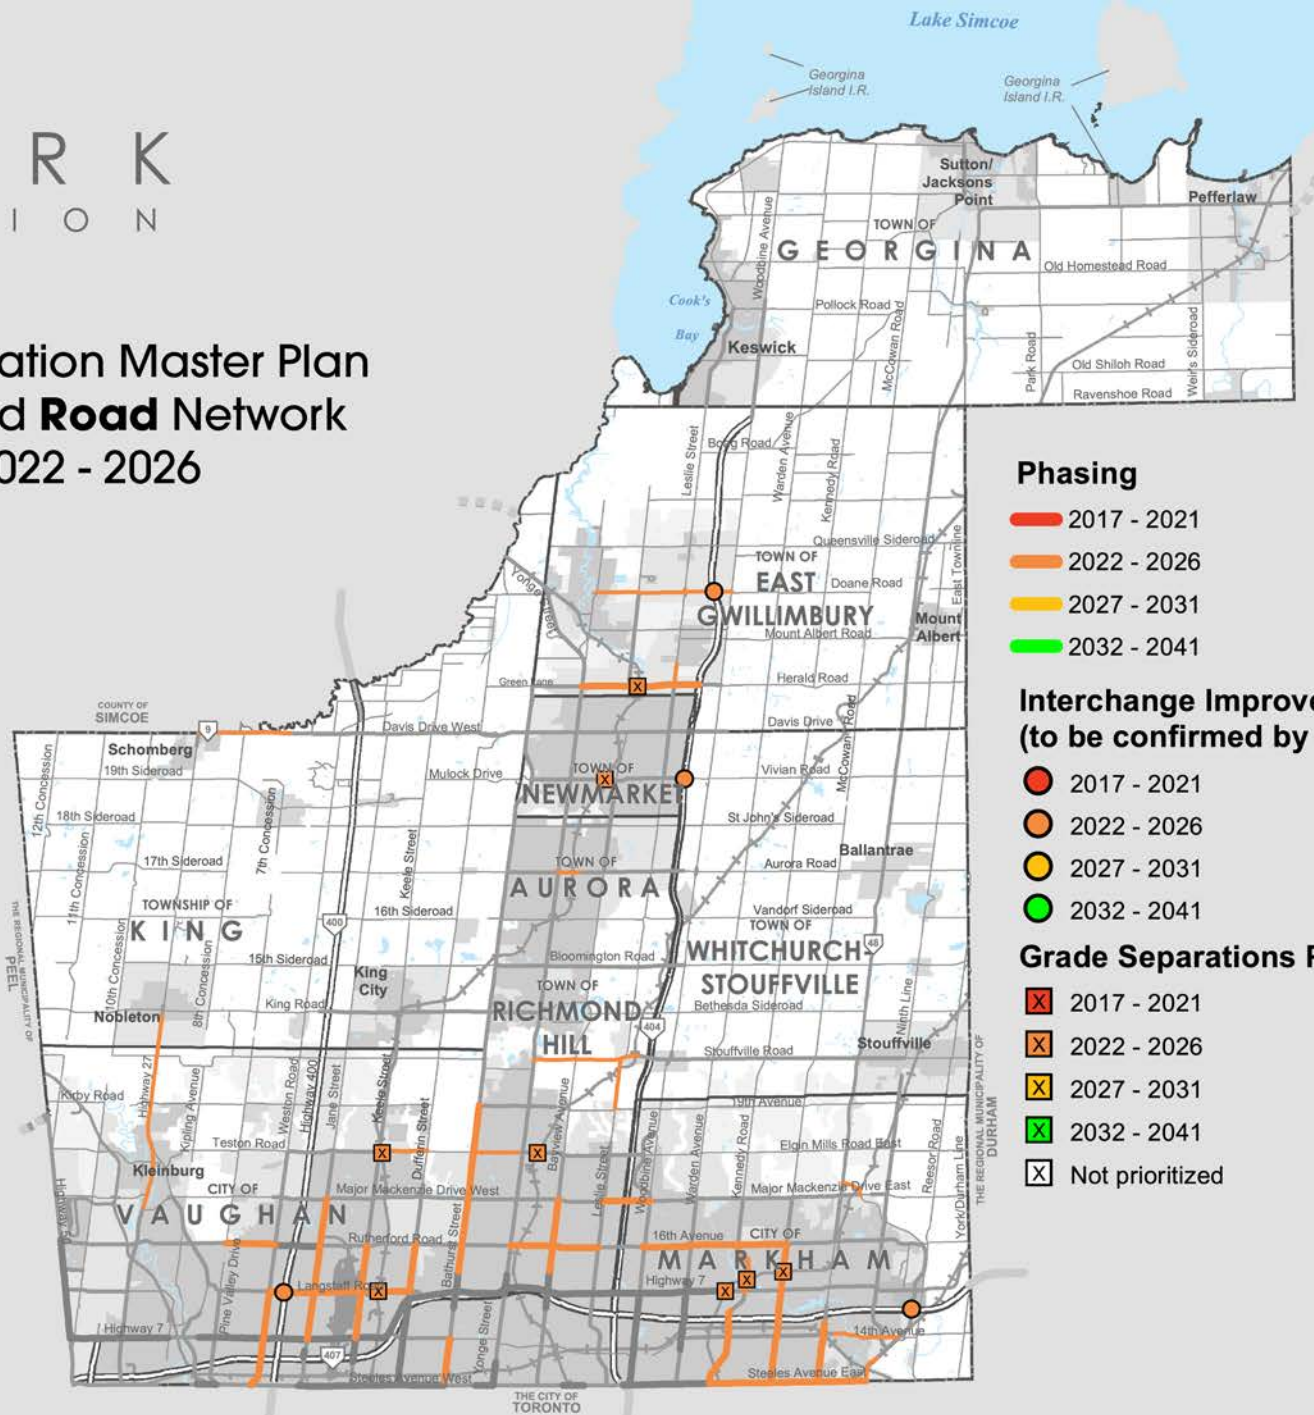 Lake Simcoe
Georgina
Island I.R.
Georgina
Island I.R.
R K
I O N
Sutton/
Jacksons
Point
Pefferlaw
TOWN OF
GEORGINA
Woodbine Avenue
Old Homestead Road
Cook's
Bay
Pollock Road
McCowan Road
Keswick
Park Road
Weir's Sideroad
Old Shiloh Road
Ravenshoe Road
ation Master Plan
d Road Network
022 - 2026
Leslie Street
Boag Road
Warden Avenue
Kennedy Road
Queensville Sideroad
East Townline
TOWN OF
EAST
GWILLIMBURY
Doane Road
Yonge Street
Mount Albert Road
Mount
Albert
Green Lane
Herald Road
COUNTY OF
SIMCOE
9
Davis Drive West
Davis Drive
McCowan Road
Schomberg
19th Sideroad
12th Concession
Mulock Drive
TOWN OF
NEWMARKET
Vivian Road
18th Sideroad
7th Concession
St John's Sideroad
11th Concession
17th Sideroad
Keele Street
TOWN OF
AURORA
Aurora Road
Ballantrae
TOWNSHIP OF
KING
400
16th Sideroad
Vandorf Sideroad
TOWN OF
WHITCHURCH-
STOUFFVILLE
48
THE REGIONAL MUNICIPALITY OF
PEEL
10th Concession
8th Concession
15th Sideroad
King
City
Bloomington Road
King Road
TOWN OF
RICHMOND
HILL
Bethesda Sideroad
Ninth Line
Nobleton
404
Stouffville Road
Stouffville
Kirby Road
Highway 27
Kipling Avenue
Weston Road
Highway 400
Jane Street
Keele Street
Dufferin Street
Bayview Avenue
19th Avenue
Woodbine Avenue
Warden Avenue
Kennedy Road
Teston Road
Elgin Mills Road East
Reesor Road
York/Durham Line
THE REGIONAL MUNICIPALITY OF
DURHAM
Kleinburg
Leslie Street
Major Mackenzie Drive West
Major Mackenzie Drive East
CITY OF
VAUGHAN
Highway 50
Pine Valley Drive
Rutherford Road
Bathurst Street
16th Avenue
CITY OF
MARKHAM
Langstaff Road
Highway 7
Highway 7
Yonge Street
14th Avenue
407
Steeles Avenue West
Steeles Avenue East
THE CITY OF
TORONTO
Phasing
2017 - 2021
2022 - 2026
2027 - 2031
2032 - 2041
Interchange Improve
(to be confirmed by
2017 - 2021
2022 - 2026
2027 - 2031
2032 - 2041
Grade Separations
X 2017 - 2021
X 2022 - 2026
X 2027 - 2031
X 2032 - 2041
X Not prioritized